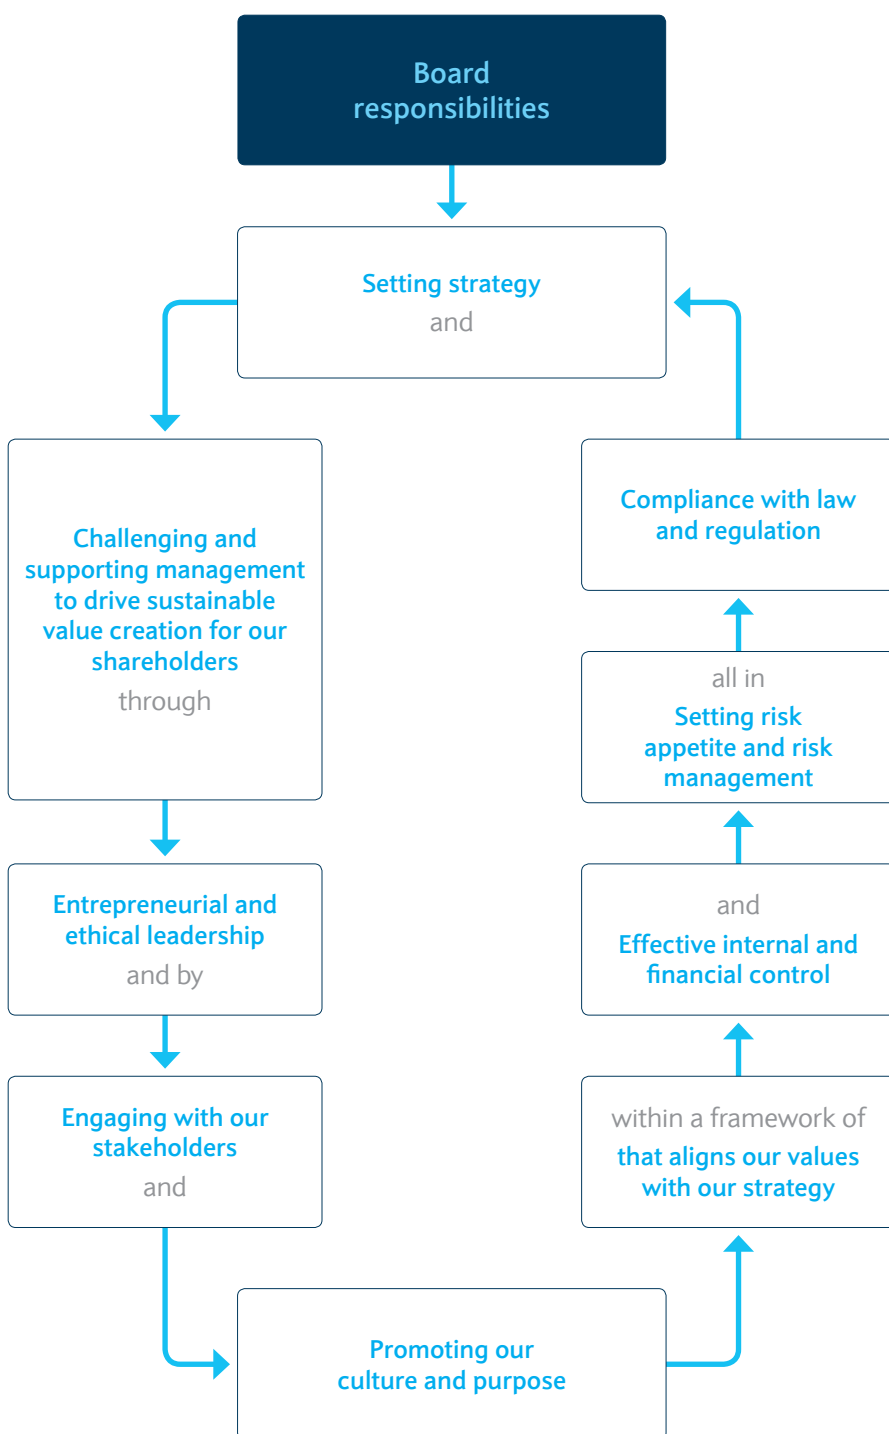 Board
responsibilities
Setting strategy
and
Challenging and
supporting management
to drive sustainable
value creation for our
shareholders
through
Entrepreneurial and
ethical leadership
and by
Engaging with our
stakeholders
and
Promoting our
culture and purpose
within a framework of
that aligns our values
with our strategy
and
Effective internal and
financial control
all in
Setting risk
appetite and risk
management
Compliance with law
and regulation